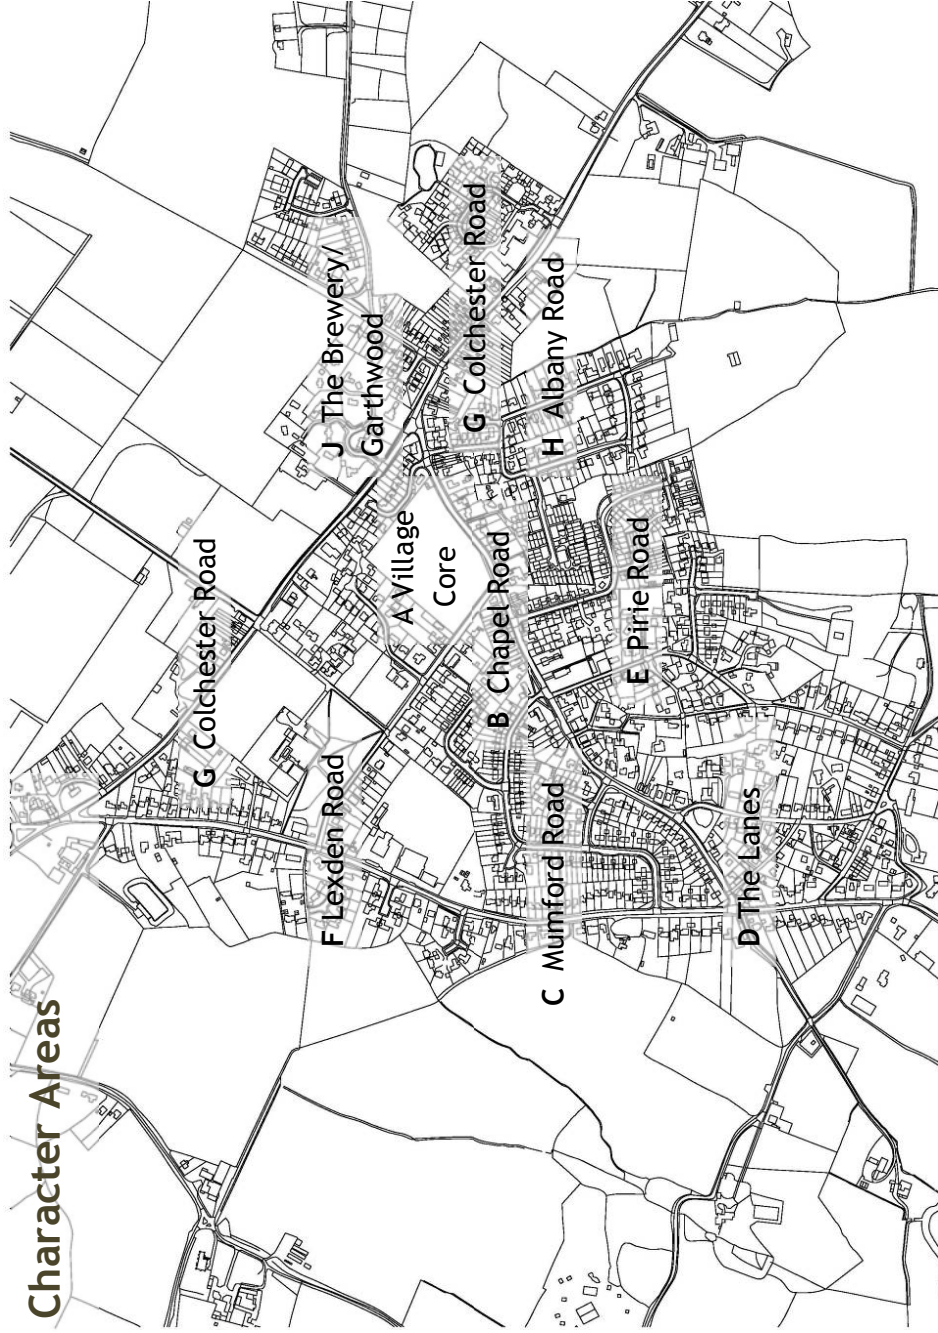 Character Areas
G Colchester Road
F Lexden Road
J The Brewery/
Garthwood
A Village
Core
G Colchester Road
B Chapel Road
H Albany Road
C Mumford Road
E Pirie Road
D The Lanes